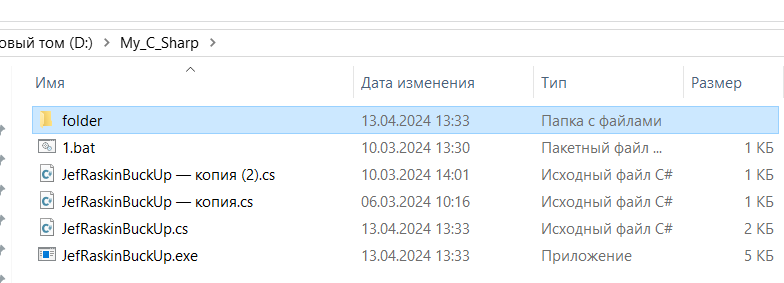 овый том (D:) > My_C_Sharp >
Имя Дата изменения Тип Размер
folder 13.04.2024 13:33 Папка с файлами
1.bat 10.03.2024 13:30 Пакетный файл ... 1 КБ
JefRaskinBuckUp — копия (2).cs 10.03.2024 14:01 Исходный файл C# 1 КБ
JefRaskinBuckUp — копия.cs 06.03.2024 10:16 Исходный файл C# 1 КБ
JefRaskinBuckUp.cs 13.04.2024 13:33 Исходный файл C# 2 КБ
JefRaskinBuckUp.exe 13.04.2024 13:33 Приложение 5 КБ